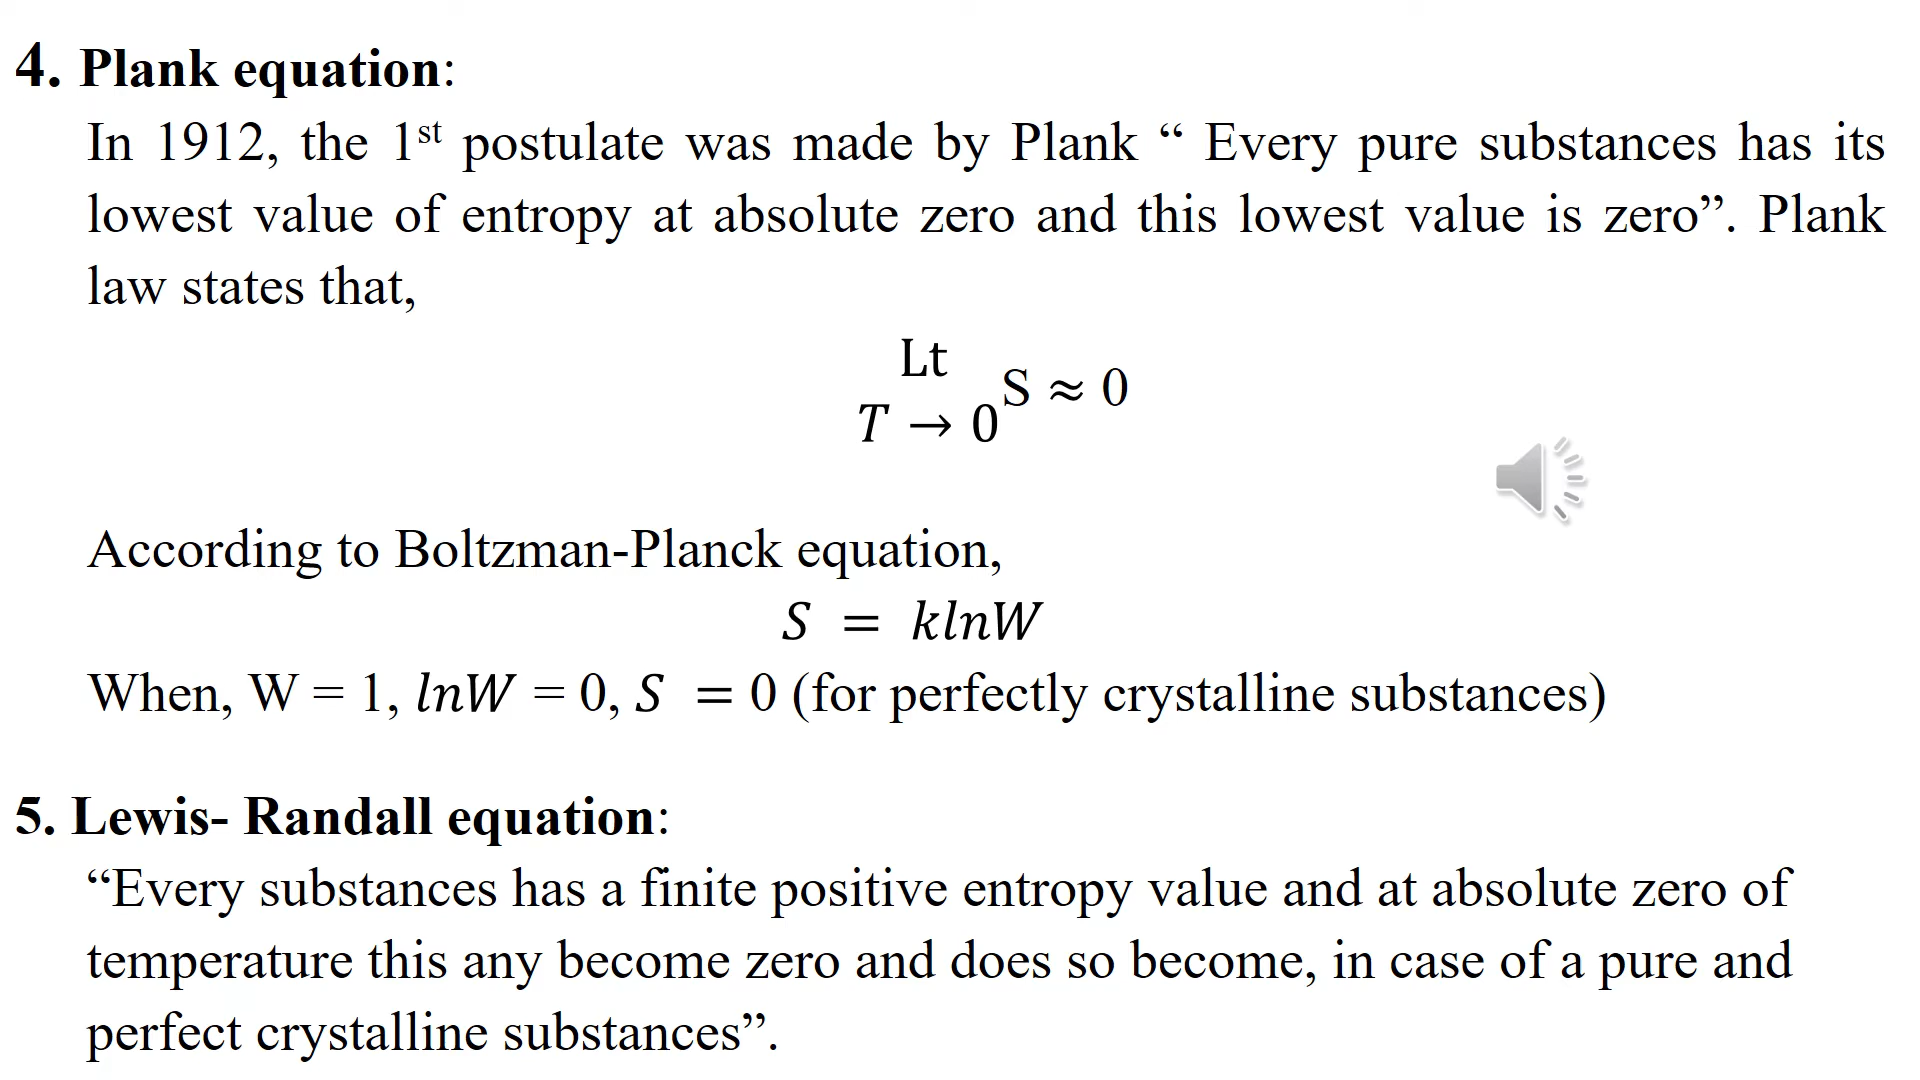 4. Plank equation:
In 1912, the 1st postulate was made by Plank “ Every pure substances has its
lowest value of entropy at absolute zero and this lowest value is zero”. Plank
law states that,
Lt
T → 0 S ≈ 0
According to Boltzman-Planck equation,
S = klnW
When, W = 1, lnW = 0, S = 0 (for perfectly crystalline substances)
5. Lewis- Randall equation:
“Every substances has a finite positive entropy value and at absolute zero of
temperature this any become zero and does so become, in case of a pure and
perfect crystalline substances”.